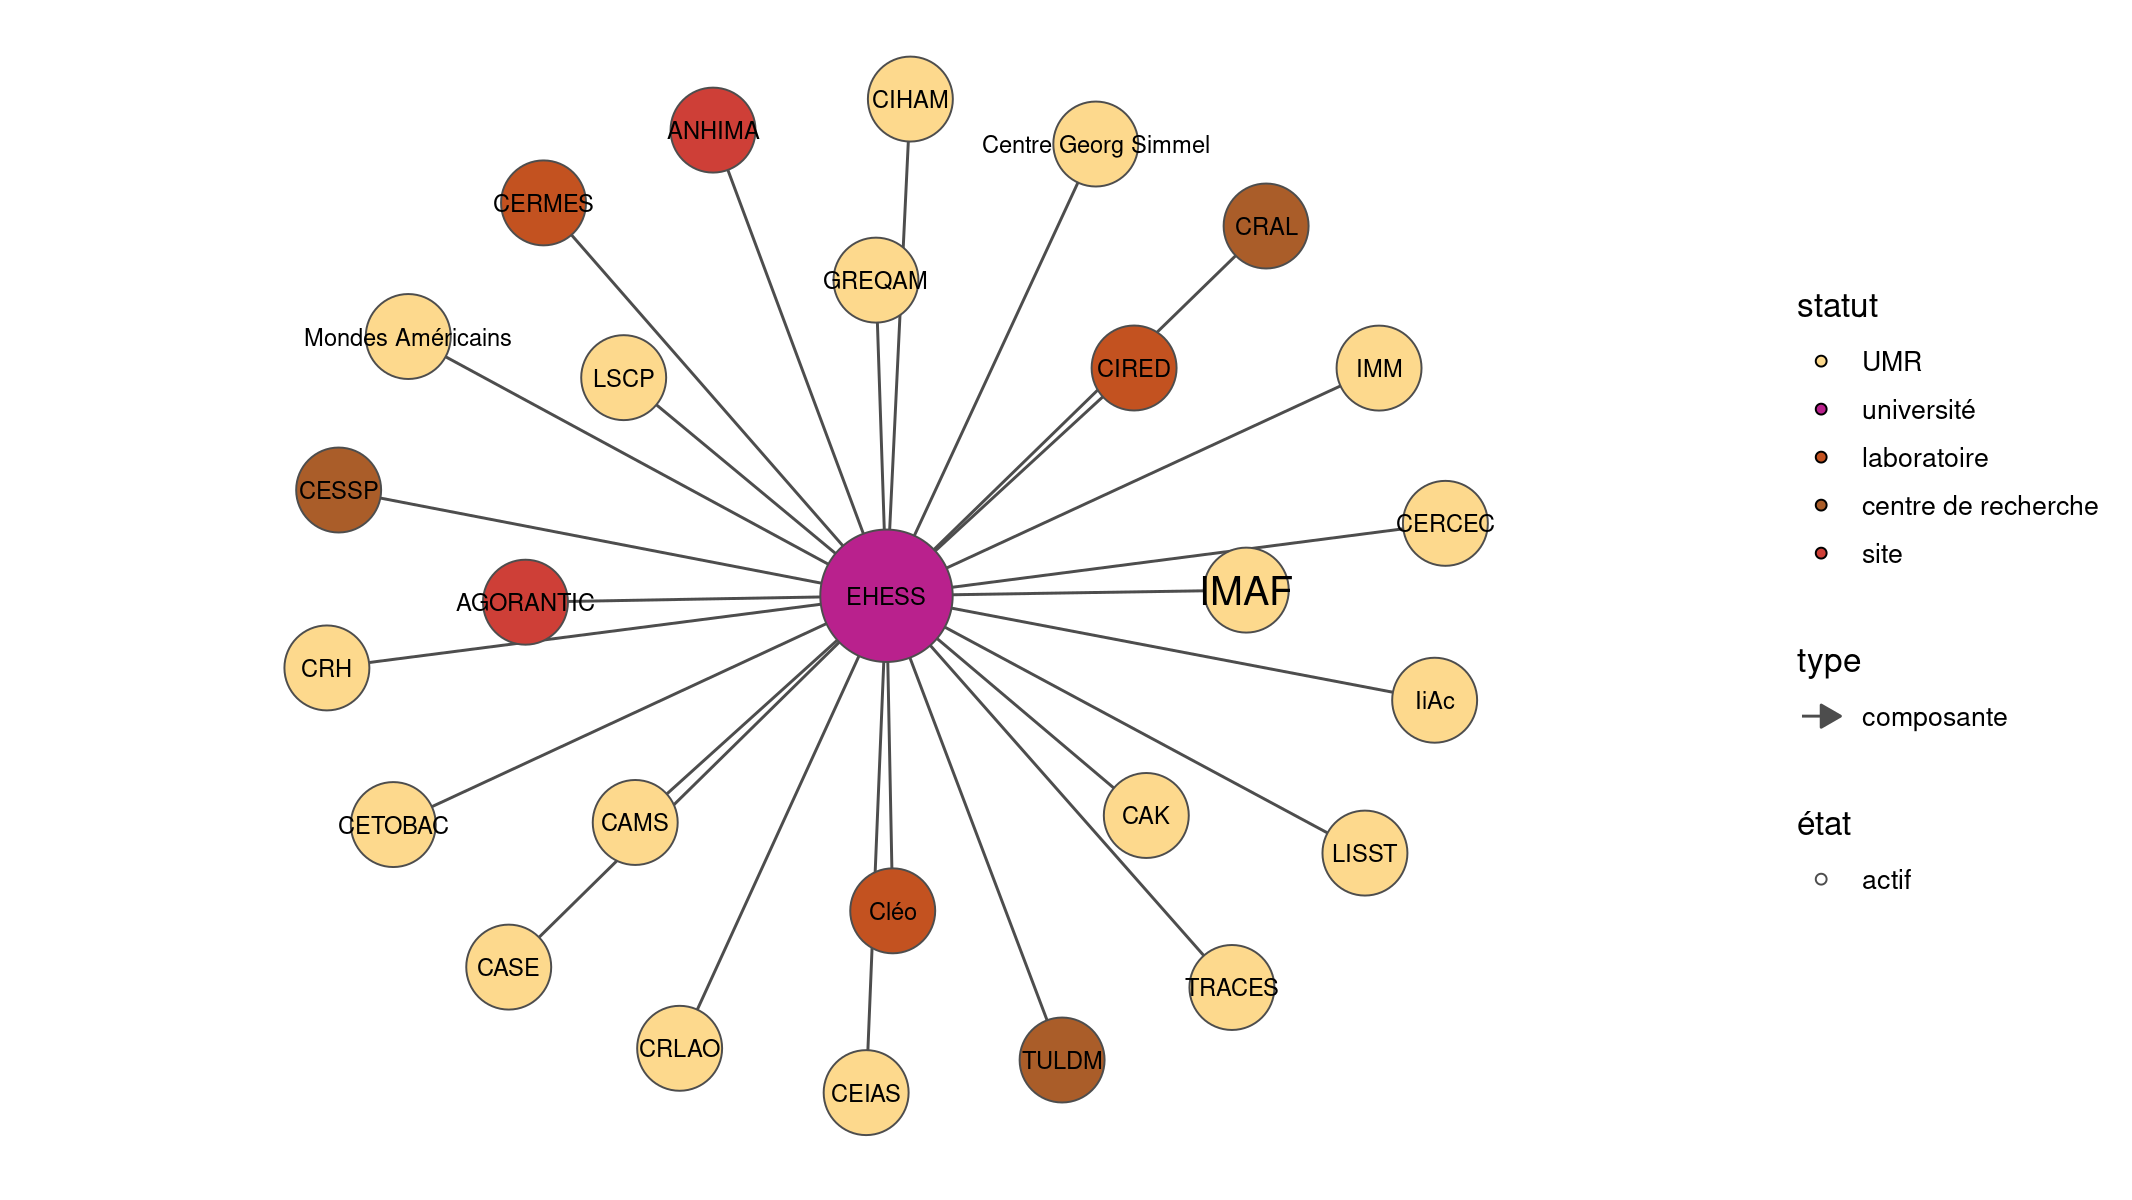 CIHAM
ANHIMA
Centre Georg Simmel
CERMES
CRAL
GREQAM
Mondes Américains
LSCP
CIRED
IMM
CESSP
CERCEC
EHESS
IMAF
AGORANTIC
CRH
IiAc
CETOBAC
CAMS
CAK
LISST
Cléo
CASE
TRACES
CRLAO
TULDM
CEIAS
statut
UMR
université
laboratoire
centre de recherche
site
type
composante
état
actif